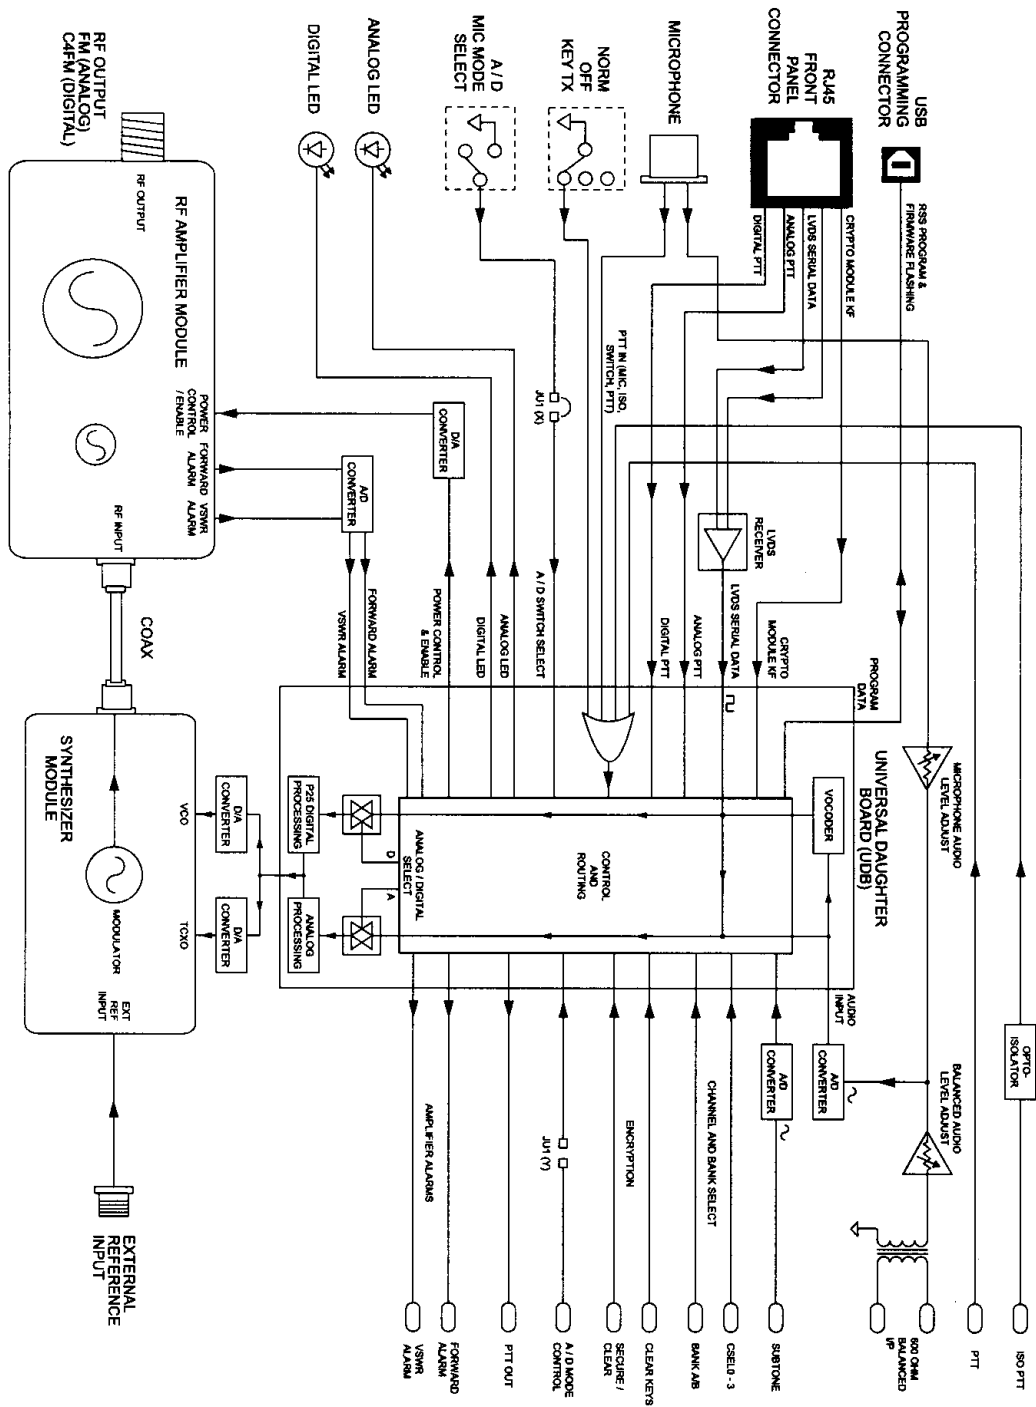 USB
PROGRAMMING
CONNECTOR
RSS PROGRAM &
FIRMWARE FLASHING
RJ45
FRONT
PANEL
CONNECTOR
CRYPTO MODULE KF
LVDS SERIAL DATA
ANALOG PTT
DIGITAL PTT
MICROPHONE
NORM
OFF
KEY TX
A / D
MIC MODE
SELECT
ANALOG LED
DIGITAL LED
RF OUTPUT
FM (ANALOG)
C4FM (DIGITAL)
RF OUTPUT
RF AMPLIFIER MODULE
POWER
CONTROL
/ ENABLE
FORWARD
ALARM
VSWR
ALARM
RF INPUT
PTT IN (MIC, ISO,
SWITCH, PTT)
JU1 (X)
D/A
CONVERTER
A/D
CONVERTER
LVDS
RECEIVER
PROGRAM
DATA
CRYPTO
MODULE KF
LVDS SERIAL DATA
ANALOG PTT
DIGITAL PTT
A / D SWITCH SELECT
ANALOG LED
DIGITAL LED
POWER CONTROL
& ENABLE
FORWARD ALARM
VSWR ALARM
COAX
MICROPHONE AUDIO
LEVEL ADJUST
UNIVERSAL DAUGHTER
BOARD (UDB)
VOCODER
CONTROL
AND
ROUTING
ANALOG / DIGITAL
SELECT
D
A
P25 DIGITAL
PROCESSING
ANALOG
PROCESSING
D/A
CONVERTER
D/A
CONVERTER
SYNTHESIZER
MODULE
VCO
TCXO
MODULATOR
EXT
REF
INPUT
AUDIO
INPUT
OPTO-
ISOLATOR
BALANCED AUDIO
LEVEL ADJUST
A/D
CONVERTER
A/D
CONVERTER
CHANNEL AND BANK SELECT
ENCRYPTION
JU1 (Y)
AMPLIFIER ALARMS
EXTERNAL
REFERENCE
INPUT
ISO PTT
PTT
600 OHM
BALANCED
I/P
SUBTONE
CSEL0 - 3
BANK A/B
CLEAR KEYS
SECURE /
CLEAR
A / D MODE
CONTROL
PTT OUT
FORWARD
ALARM
VSWR
ALARM